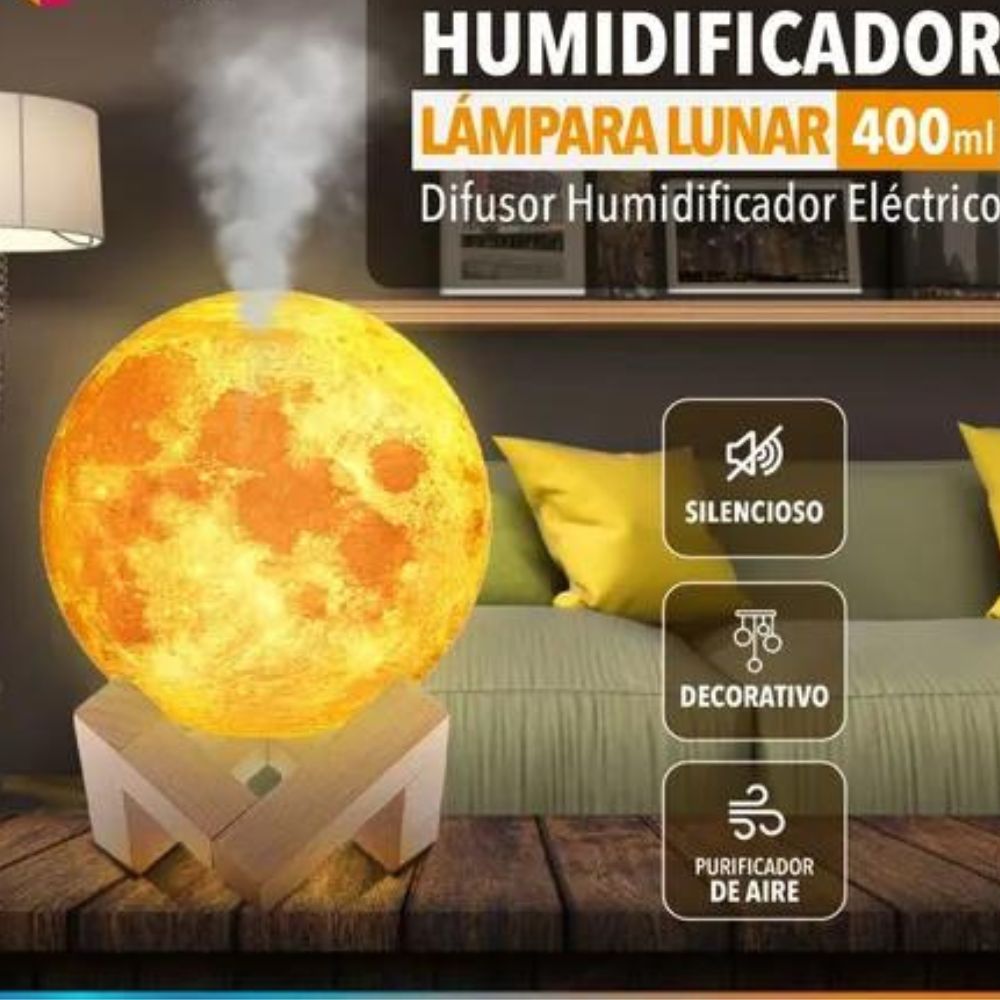 HUMIDIFICADOR
LÁMPARA LUNAR 400ml
Difusor Humidificador Eléctrico
SILENCIOSO
DECORATIVO
PURIFICADOR
DE AIRE